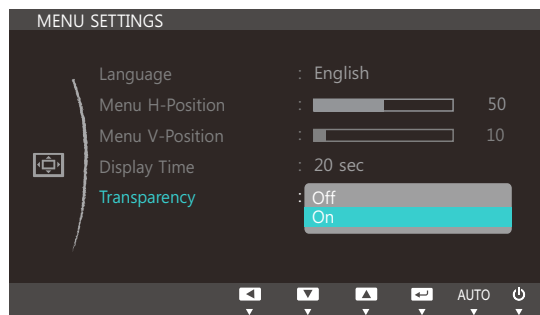 MENU SETTINGS
Language : English
Menu H-Position : 50
Menu V-Position : 10
Display Time : 20 sec
Transparency : Off
On
AUTO